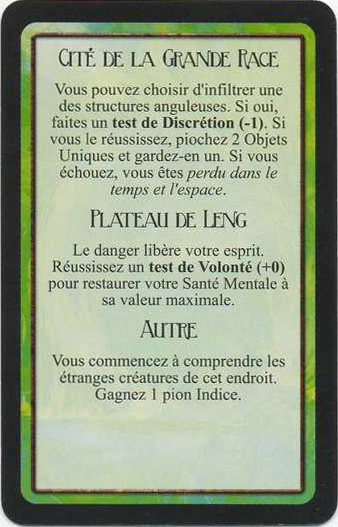 Cité de la Grande Race
Vous pouvez choisir d'infiltrer une
des structures anguleuses. Si oui,
faites un test de Discrétion (-1). Si
vous le réussissez, piochez 2 Objets
Uniques et gardez-en un. Si vous
échouez, vous êtes perdu dans le
temps et l'espace.
Plateau de Leng
Le danger libère votre esprit.
Réussissez un test de Volonté (+0)
pour restaurer votre Santé Mentale à
sa valeur maximale.
Autre
Vous commencez à comprendre les
étranges créatures de cet endroit.
Gagnez 1 pion Indice.